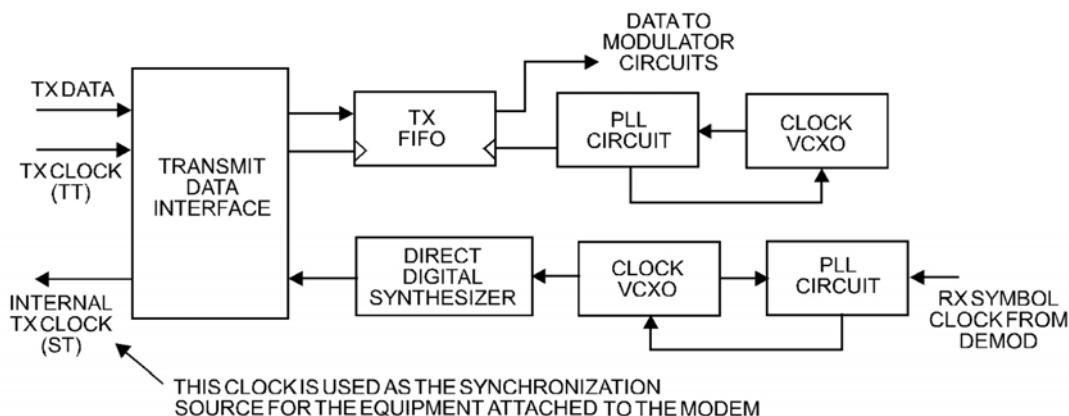 DATA TO
MODULATOR
CIRCUITS
TX DATA
TX CLOCK
(TT)
TRANSMIT
DATA
INTERFACE
TX
FIFO
PLL
CIRCUIT
CLOCK
VCXO
INTERNAL
TX CLOCK
(ST)
DIRECT
DIGITAL
SYNTHESIZER
CLOCK
VCXO
PLL
CIRCUIT
RX SYMBOL
CLOCK FROM
DEMOD
THIS CLOCK IS USED AS THE SYNCHRONIZATION
SOURCE FOR THE EQUIPMENT ATTACHED TO THE MODEM